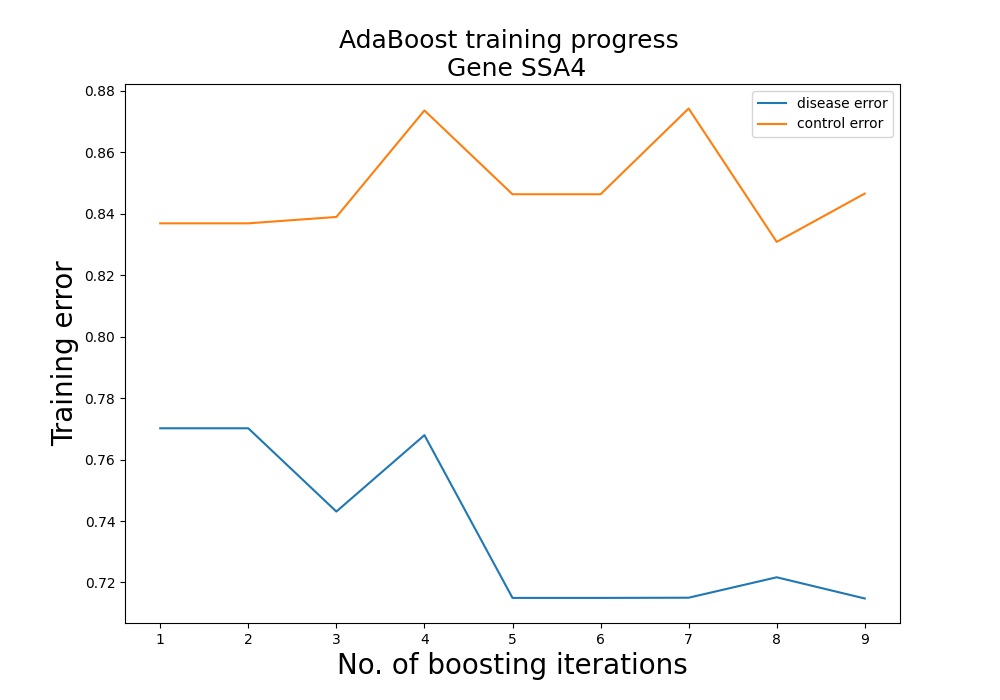 AdaBoost training progress
Gene SSA4
disease error
control error
0.88
0.86
0.84
0.82
0.80
0.78
0.76
0.74
0.72
Training error
1 2 3 4 5 6 7 8 9
No. of boosting iterations